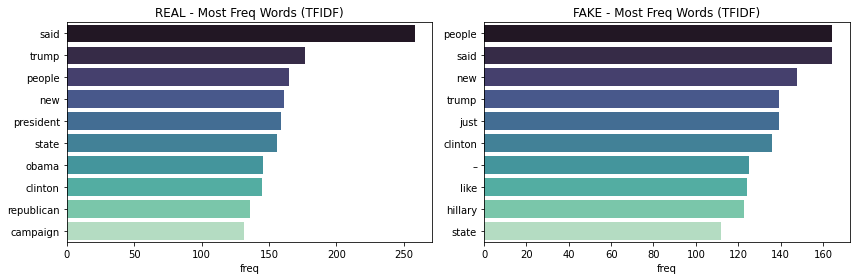 REAL - Most Freq Words (TFIDF)
said
trump
people
new
president
state
obama
clinton
republican
campaign
0 50 100 150 200 250
freq
FAKE - Most Freq Words (TFIDF)
people
said
new
trump
just
clinton
–
like
hillary
state
0 20 40 60 80 100 120 140 160
freq